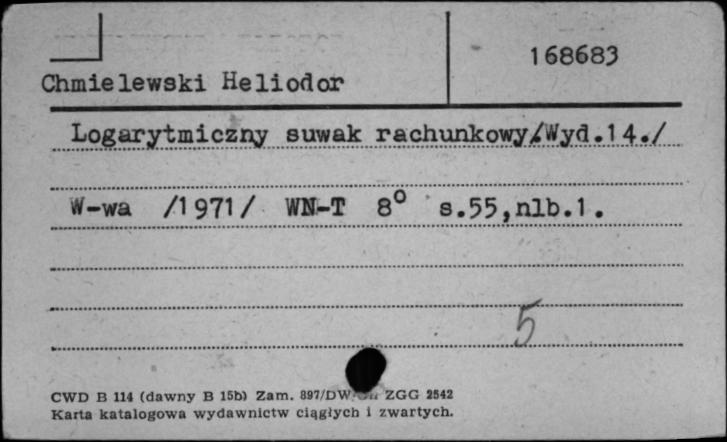 168683
Chmielewski Heliodor
Logarytmiczny suwak rachunkowy/Wyd.14./
W-wa /1971/ WN-T 8° s.55,nlb.1.
5
CWD B 114 (dawny B 15b) Zam. 897/DW ZGG 2542
Karta katalogowa wydawnictw ciągłych i zwartych.